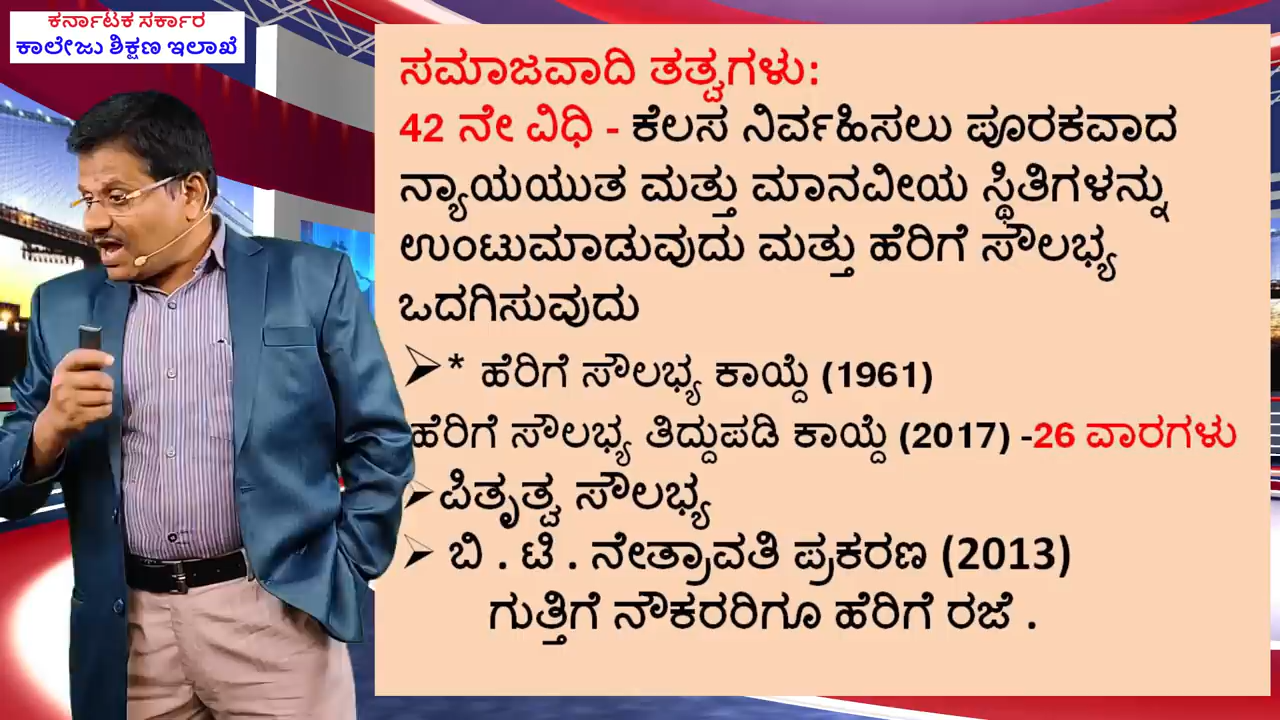 ಕರ್ನಾಟಕ ಸರ್ಕಾರ
ಕಾಲೇಜು ಶಿಕ್ಷಣ ಇಲಾಖೆ
ಸಮಾಜವಾದಿ ತತ್ವಗಳು:
42 ನೇ ವಿಧಿ - ಕೆಲಸ ನಿರ್ವಹಿಸಲು ಪೂರಕವಾದ
ನ್ಯಾಯಯುತ ಮತ್ತು ಮಾನವೀಯ ಸ್ಥಿತಿಗಳನ್ನು
ಉಂಟುಮಾಡುವುದು ಮತ್ತು ಹೆರಿಗೆ ಸೌಲಭ್ಯ
ಒದಗಿಸುವುದು
➢* ಹೆರಿಗೆ ಸೌಲಭ್ಯ ಕಾಯ್ದೆ (1961)
ಹೆರಿಗೆ ಸೌಲಭ್ಯ ತಿದ್ದುಪಡಿ ಕಾಯ್ದೆ (2017) -26 ವಾರಗಳು
➢ಪಿತೃತ್ವ ಸೌಲಭ್ಯ
➢ ಬಿ . ಟಿ . ನೇತ್ರಾವತಿ ಪ್ರಕರಣ (2013)
ಗುತ್ತಿಗೆ ನೌಕರರಿಗೂ ಹೆರಿಗೆ ರಜೆ .